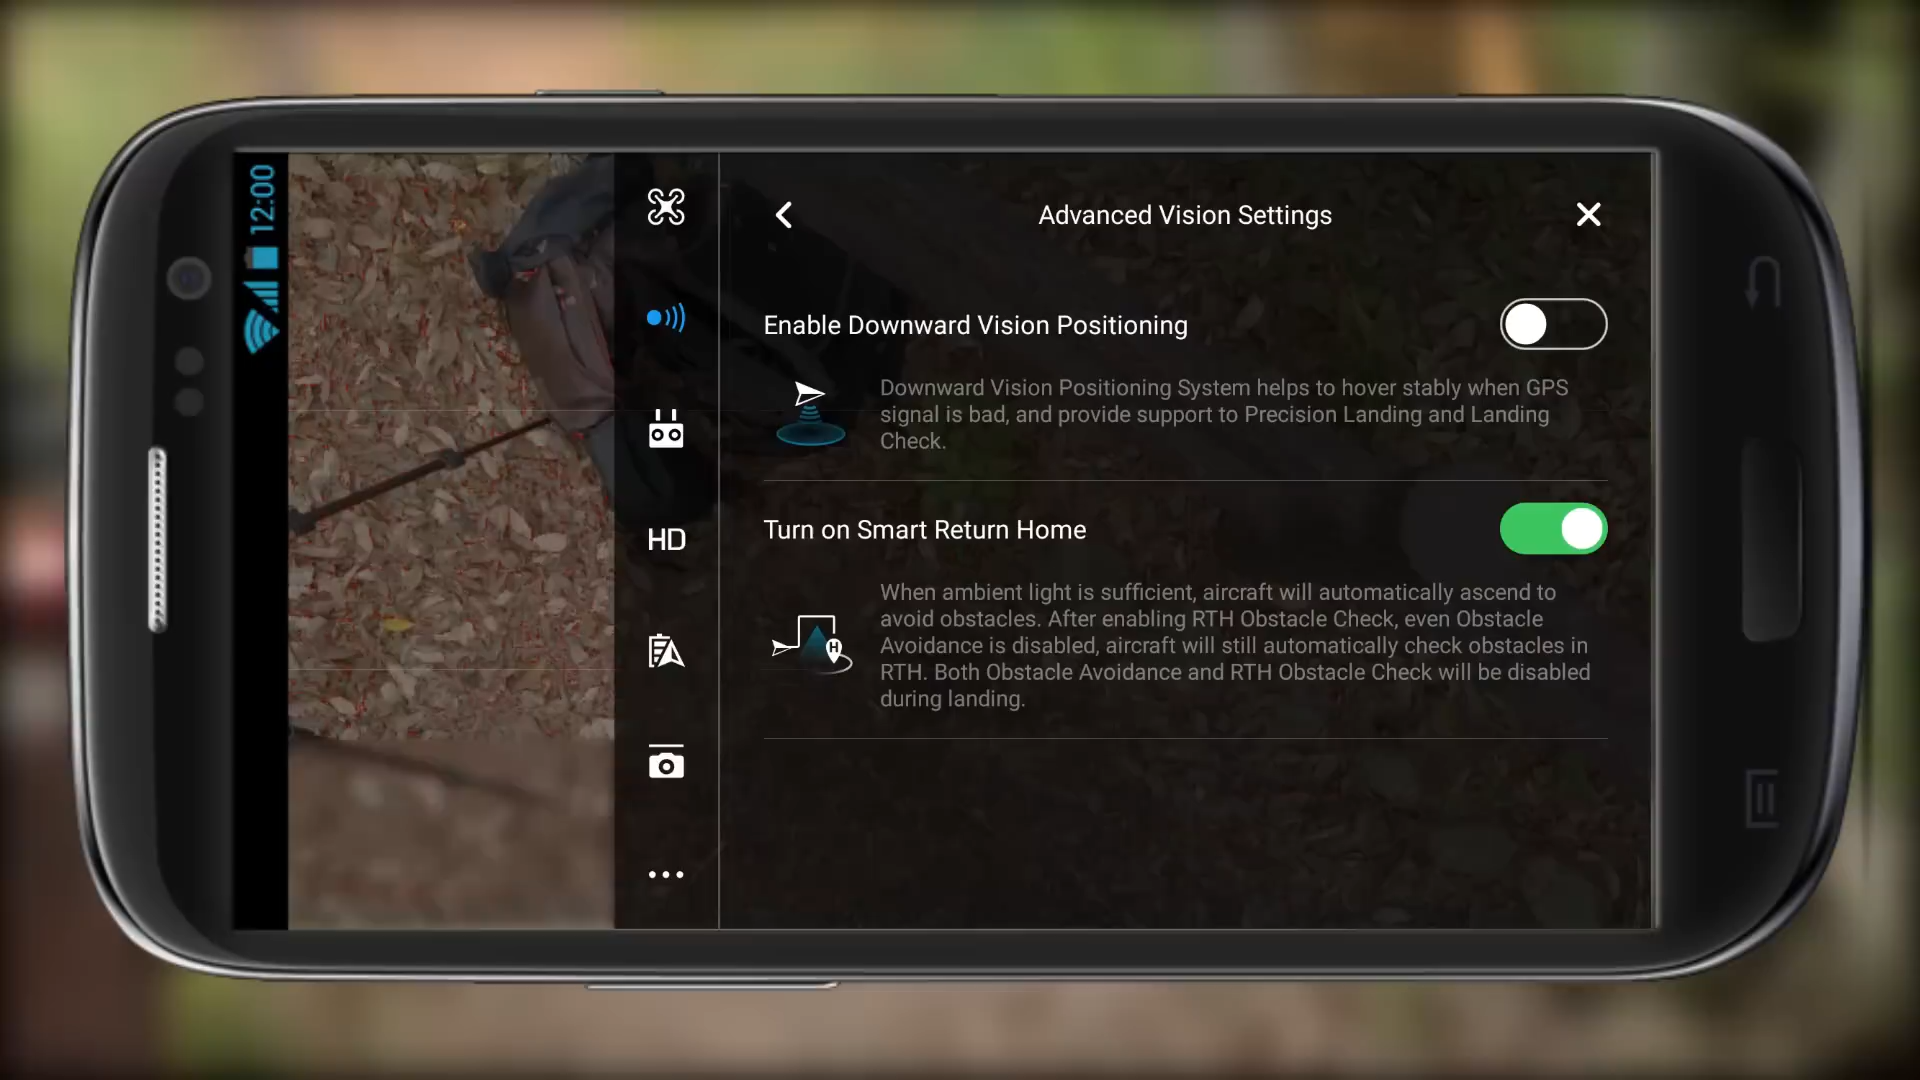 12:00
Advanced Vision Settings
Enable Downward Vision Positioning
Downward Vision Positioning System helps to hover stably when GPS
signal is bad, and provide support to Precision Landing and Landing
Check.
HD
Turn on Smart Return Home
When ambient light is sufficient, aircraft will automatically ascend to
avoid obstacles. After enabling RTH Obstacle Check, even Obstacle
Avoidance is disabled, aircraft will still automatically check obstacles in
RTH. Both Obstacle Avoidance and RTH Obstacle Check will be disabled
during landing.
H